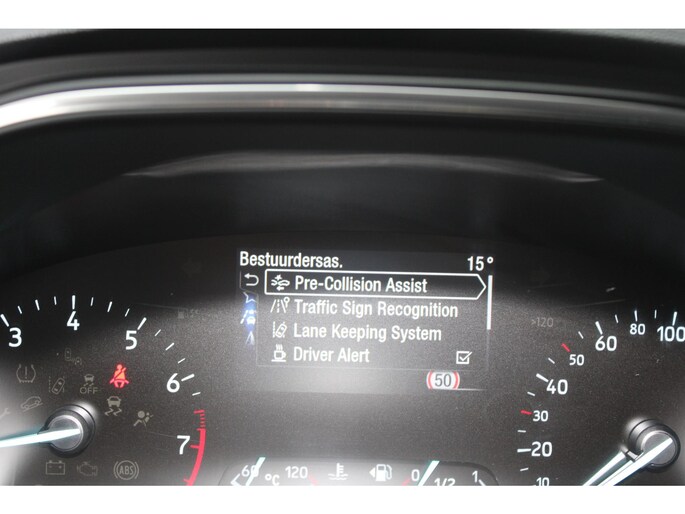 Bestuurdersas. 15°
Pre-Collision Assist
Traffic Sign Recognition
Lane Keeping System
Driver Alert
50
3 4 5 6 7
OFF
ABS
60 °C 120
0 1/2 1
>120
10 20 30 40 50 60 80 100